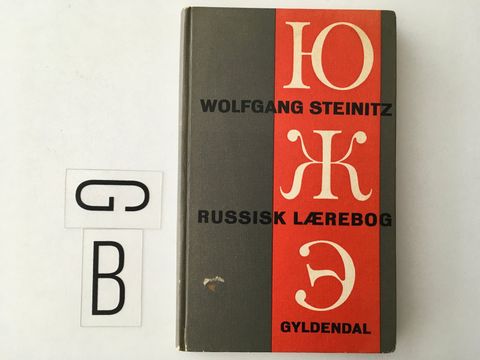 Ю
WOLFGANG STEINITZ
Ж
RUSSISK LÆREBOG
Э
GYLDENDAL
G
B